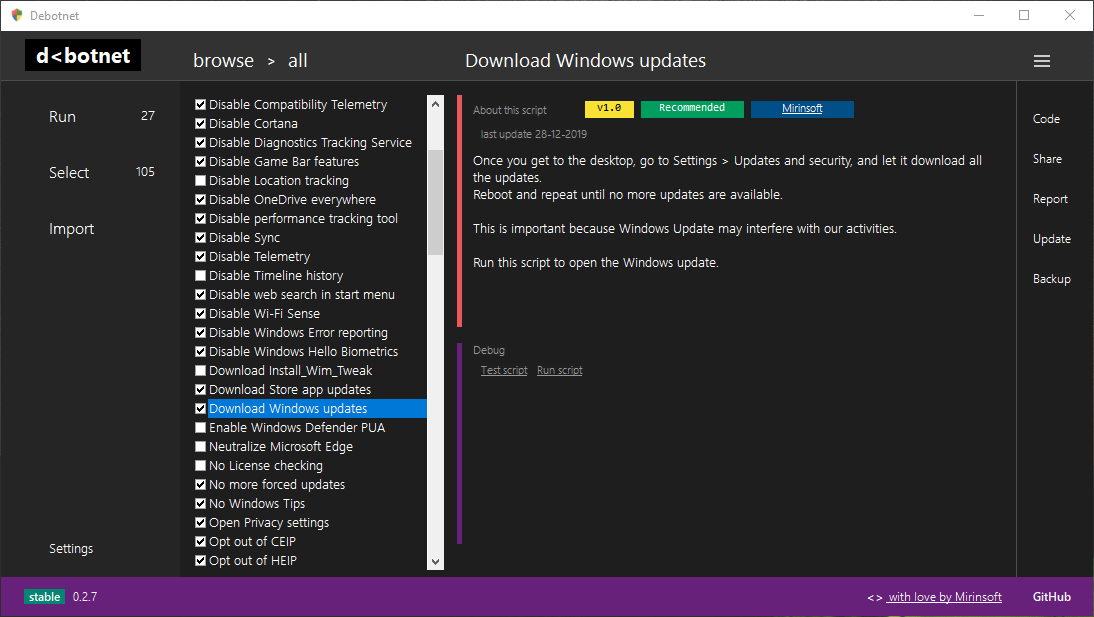 Debotnet
d<botnet
browse > all
Download Windows updates
Run 27
Select 105
Import
Settings
Disable Compatibility Telemetry
Disable Cortana
Disable Diagnostics Tracking Service
Disable Game Bar features
Disable Location tracking
Disable OneDrive everywhere
Disable performance tracking tool
Disable Sync
Disable Telemetry
Disable Timeline history
Disable web search in start menu
Disable Wi-Fi Sense
Disable Windows Error reporting
Disable Windows Hello Biometrics
Download Install_Wim_Tweak
Download Store app updates
Download Windows updates
Enable Windows Defender PUA
Neutralize Microsoft Edge
No License checking
No more forced updates
No Windows Tips
Open Privacy settings
Opt out of CEIP
Opt out of HEIP
About this script v1.0 Recommended Mirinsoft
last update 28-12-2019
Once you get to the desktop, go to Settings > Updates and security, and let it download all
the updates.
Reboot and repeat until no more updates are available.
This is important because Windows Update may interfere with our activities.
Run this script to open the Windows update.
Debug
Test script Run script
Code
Share
Report
Update
Backup
stable 0.2.7
<> with love by Mirinsoft
GitHub